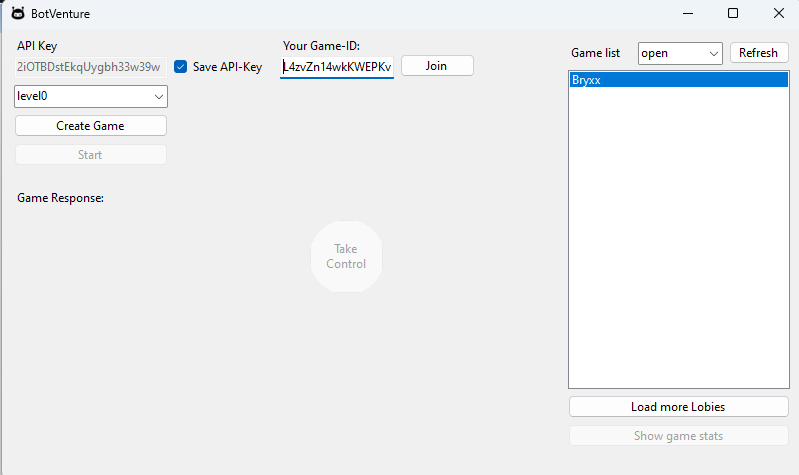 BotVenture
API Key
Your Game-ID:
Game list
open
Refresh
2iOTBDstEkqUygbh33w39w
Save API-Key
L4zvZn14wkKWEPKv
Join
Bryxx
level0
Create Game
Start
Game Response:
Take
Control
Load more Lobies
Show game stats